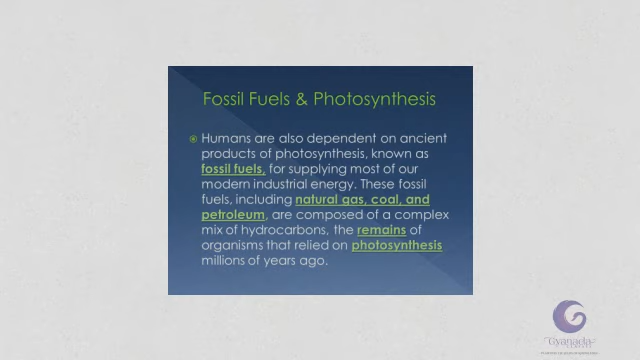 Fossil Fuels & Photosynthesis
Humans are also dependent on ancient
products of photosynthesis, known as
fossil fuels, for supplying most of our
modern industrial energy. These fossil
fuels, including natural gas, coal, and
petroleum, are composed of a complex
mix of hydrocarbons, the remains of
organisms that relied on photosynthesis
millions of years ago.
Gyanada